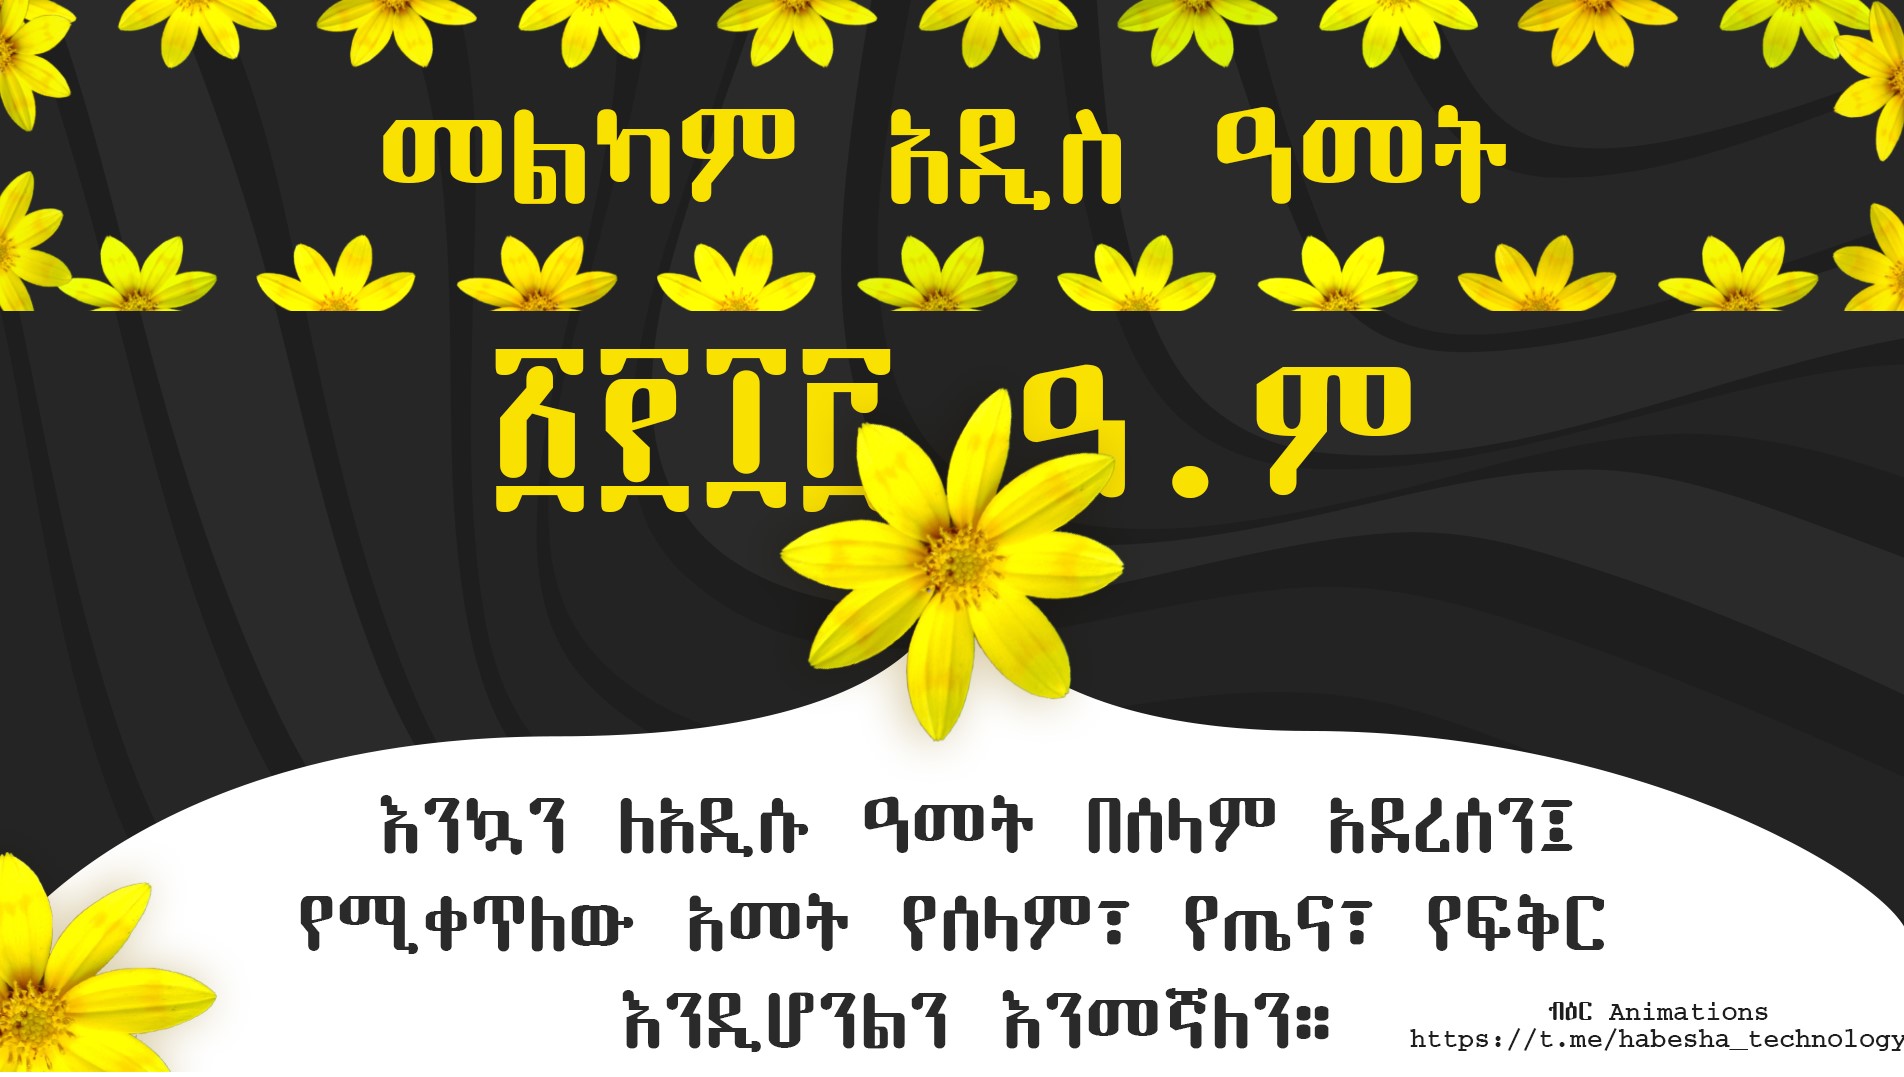 መልካም አዲስ ዓመት
፳፻፲፫ ዓ.ም
እንኳን ለአዲሱ ዓመት በሰላም አደረሰን፤
የሚቀጥለው አመት የሰላም፣ የጤና፣ የፍቅር
እንዲሆንልን እንመኛለን።
ብዕር Animations
https://t.me/habesha_technology